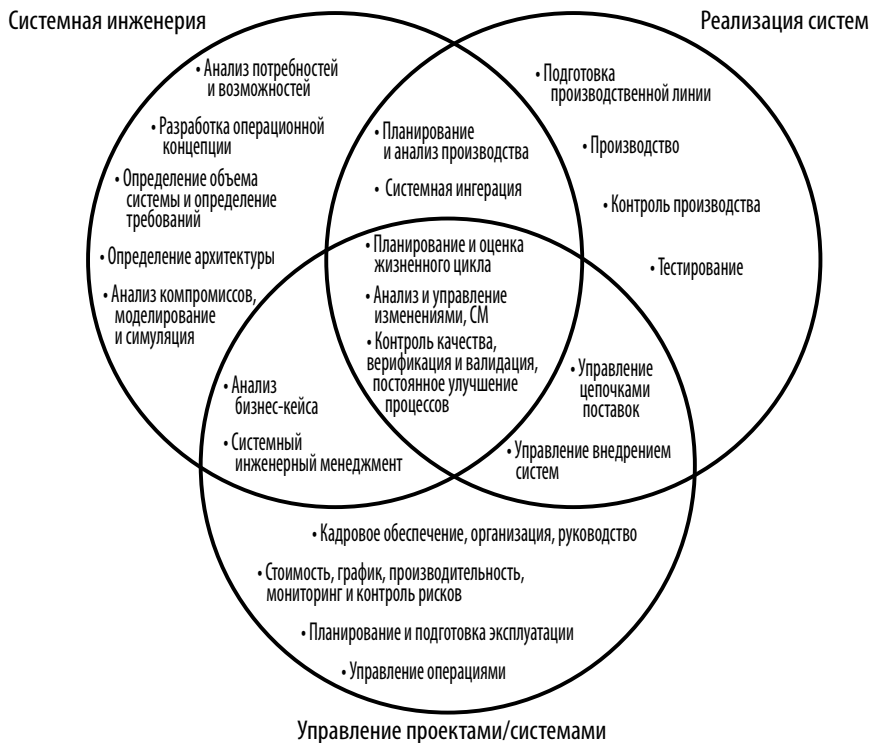 Системная инженерия
Реализация систем
• Анализ потребностей
и возможностей
• Разработка операционной
концепции
• Определение объема
системы и определение
требований
• Определение архитектуры
• Анализ компромиссов,
моделирование
и симуляция
• Планирование
и анализ производства
• Системная ингерация
• Подготовка
производственной линии
• Производство
• Контроль производства
• Тестирование
• Планирование и оценка
жизненного цикла
• Анализ и управление
изменениями, СМ
• Контроль качества,
верификация и валидация,
постоянное улучшение
процессов
• Анализ
бизнес-кейса
• Системный
инженерный менеджмент
• Управление
цепочками
поставок
• Управление внедрением
систем
• Кадровое обеспечение, организация, руководство
• Стоимость, график, производительность,
мониторинг и контроль рисков
• Планирование и подготовка эксплуатации
• Управление операциями
Управление проектами/системами